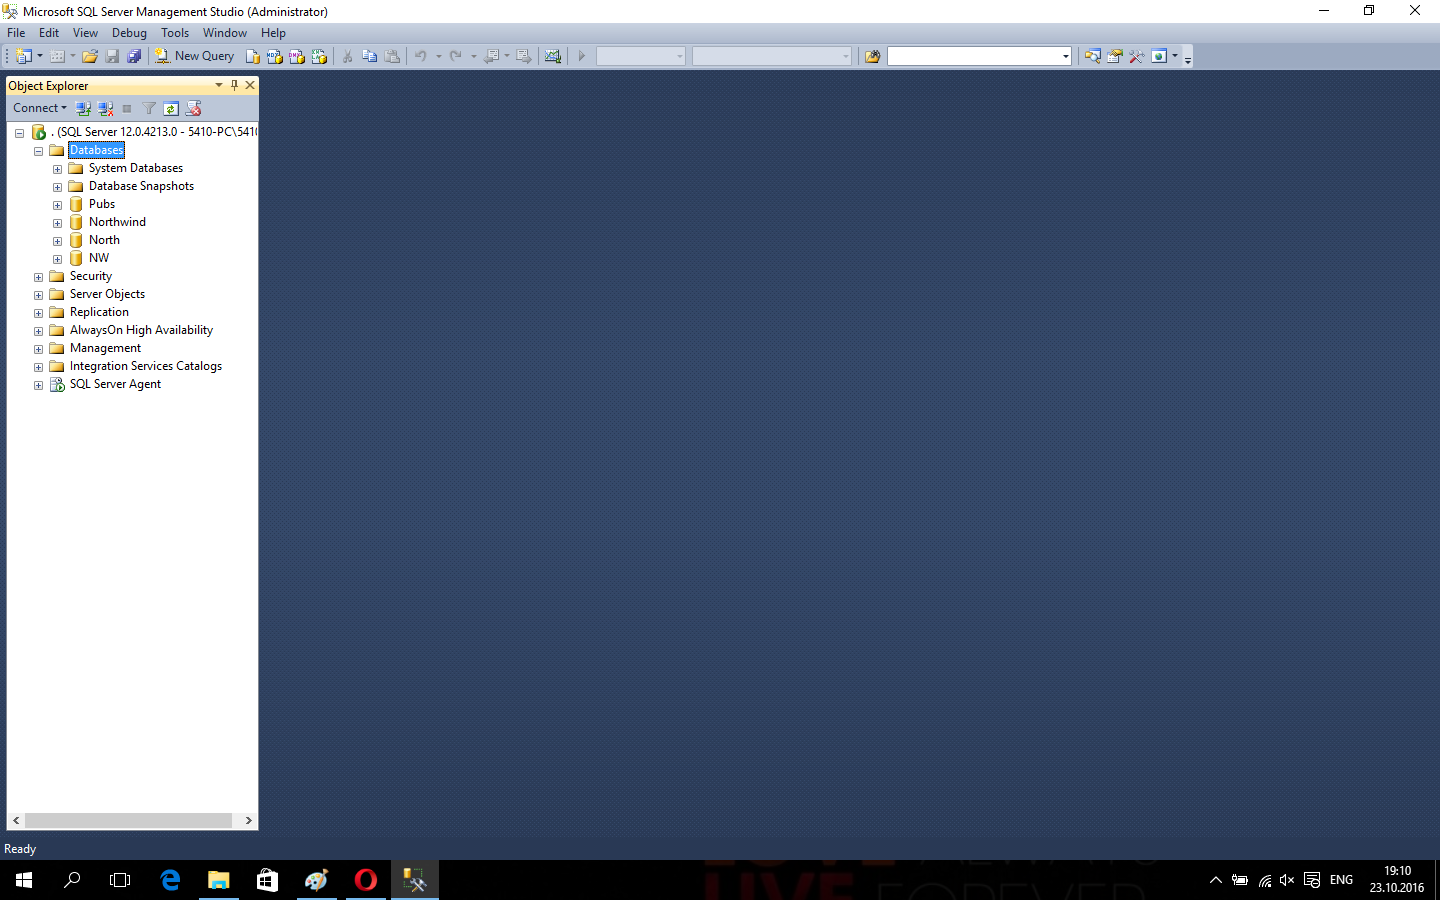 Microsoft SQL Server Management Studio (Administrator)
File Edit View Debug Tools Window Help
New Query
Object Explorer
Connect
. (SQL Server 12.0.4213.0 - 5410-PC\541
Databases
System Databases
Database Snapshots
Pubs
Northwind
North
NW
Security
Server Objects
Replication
AlwaysOn High Availability
Management
Integration Services Catalogs
SQL Server Agent
Ready
LIVE FOREVER
ENG
19:10
23.10.2016